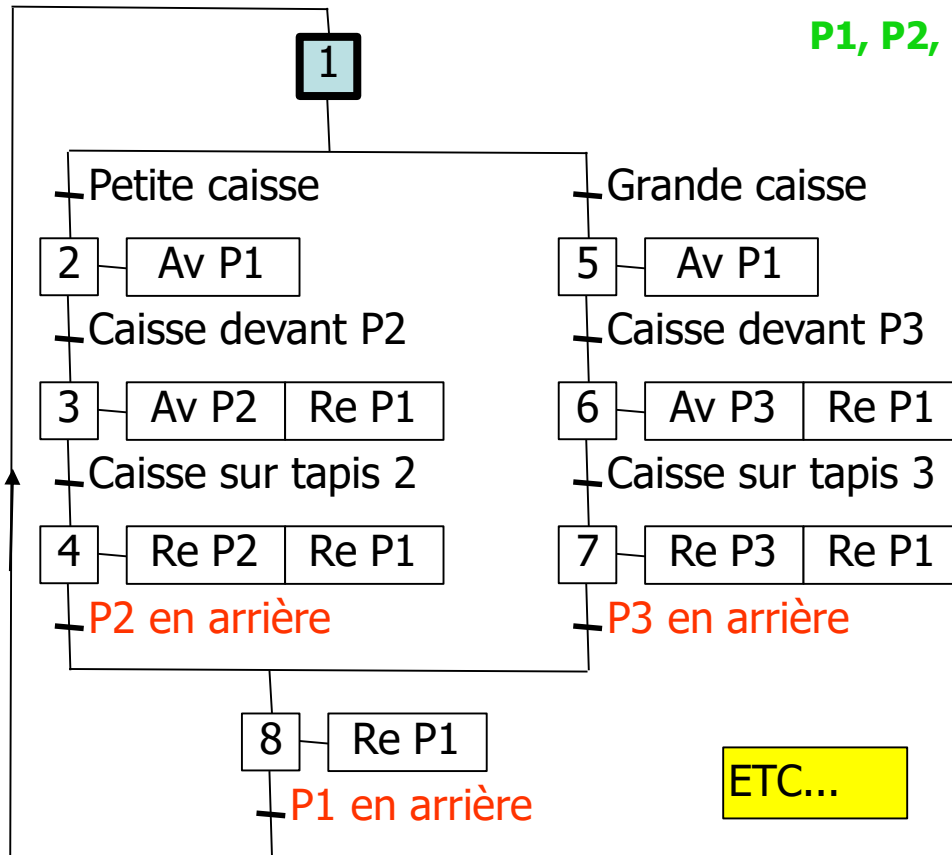 P1, P2,
1
Petite caisse
Grande caisse
2 Av P1
5 Av P1
Caisse devant P2
Caisse devant P3
3 Av P2 Re P1
6 Av P3 Re P1
Caisse sur tapis 2
Caisse sur tapis 3
4 Re P2 Re P1
7 Re P3 Re P1
P2 en arrière
P3 en arrière
8 Re P1
ETC...
P1 en arrière